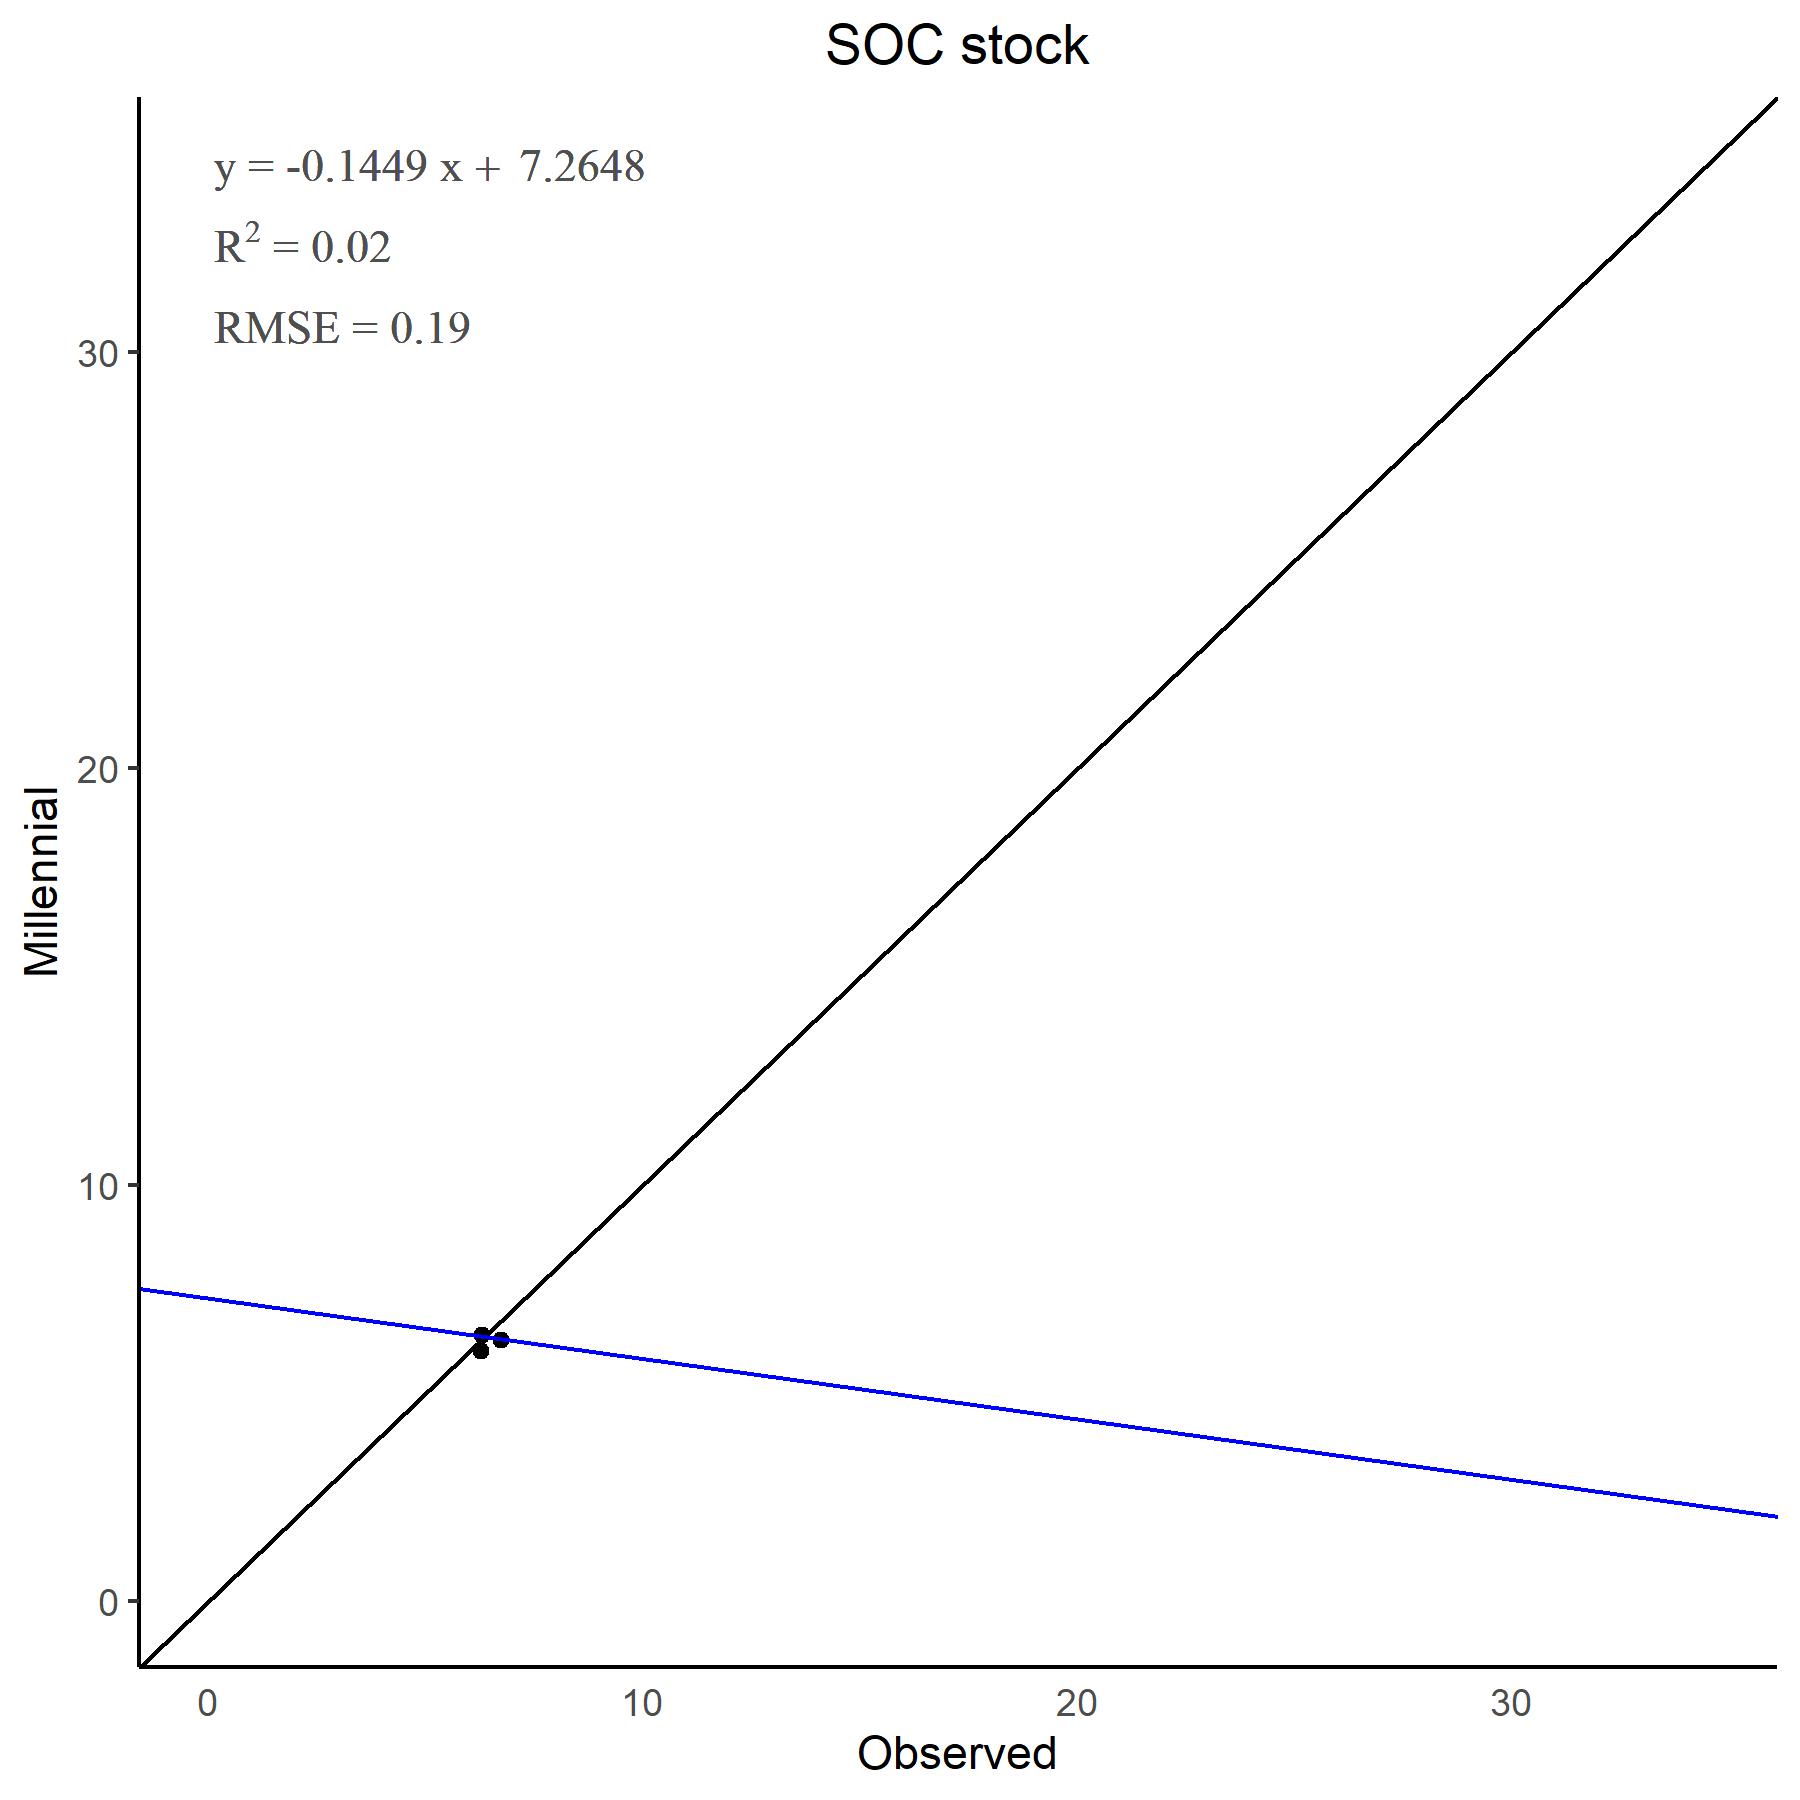 SOC stock
y = -0.1449 x + 7.2648
R² = 0.02
RMSE = 0.19
30
20
10
0
Millennial
0 10 20 30
Observed